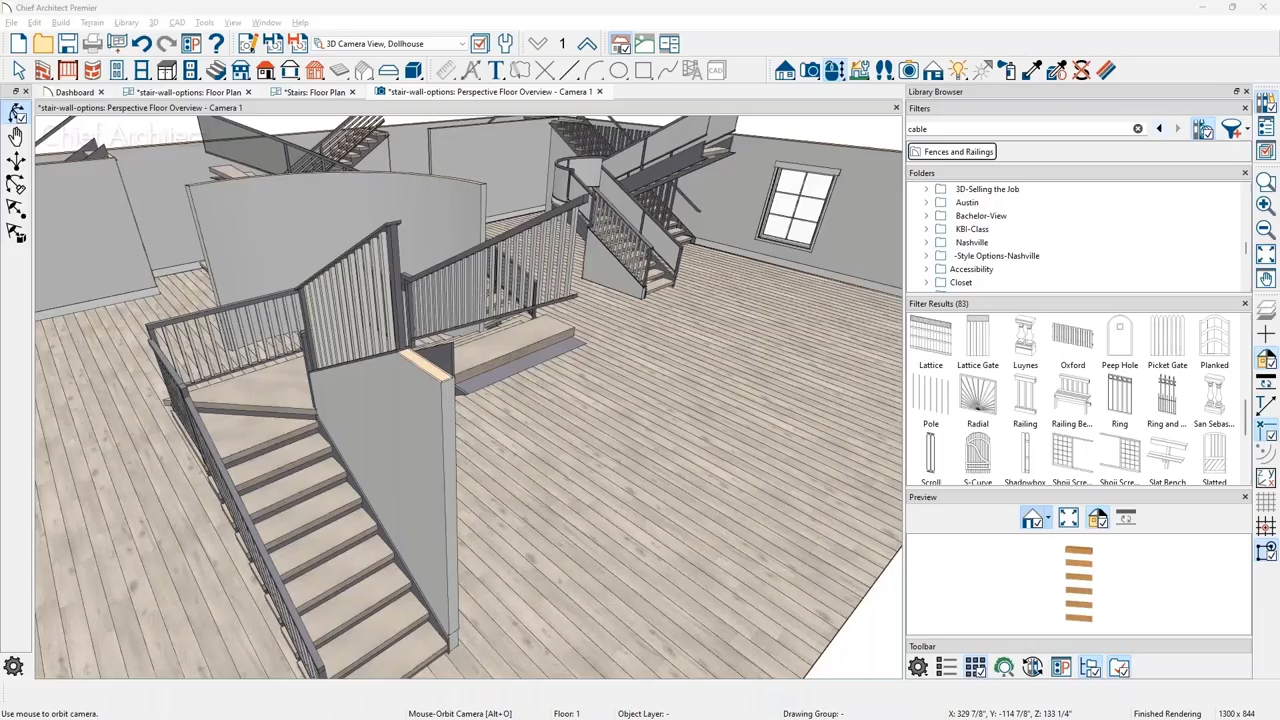 Chief Architect Premier
File Edit Build Terrain Library 3D CAD Tools View Window Help
1 3D Camera View, Dollhouse
Dashboard *stair-wall-options: Floor Plan *Stairs: Floor Plan *stair-wall-options: Perspective Floor Overview - Camera 1
*stair-wall-options: Perspective Floor Overview - Camera 1
Chief Architect
Library Browser
Filters
cable
Fences and Railings
Folders
3D-Selling the Job
Austin
Bachelor-View
KBI-Class
Nashville
-Style Options-Nashville
Accessibility
Closet
Filter Results (83)
Lattice Lattice Gate Luynes Oxford Peep Hole Picket Gate Planked
Pole Radial Railing Railing Be... Ring Ring and ... San Sebas...
Scroll S-Curve Shadowbox Shoji Scre... Shoji Scre... Slat Bench Slatted
Preview
Toolbar
Use mouse to orbit camera. Mouse-Orbit Camera [Alt+O] Floor: 1 Object Layer: - Drawing Group: - X: 329 7/8", Y: -114 7/8", Z: 133 1/4" Rendering 1300 x 844